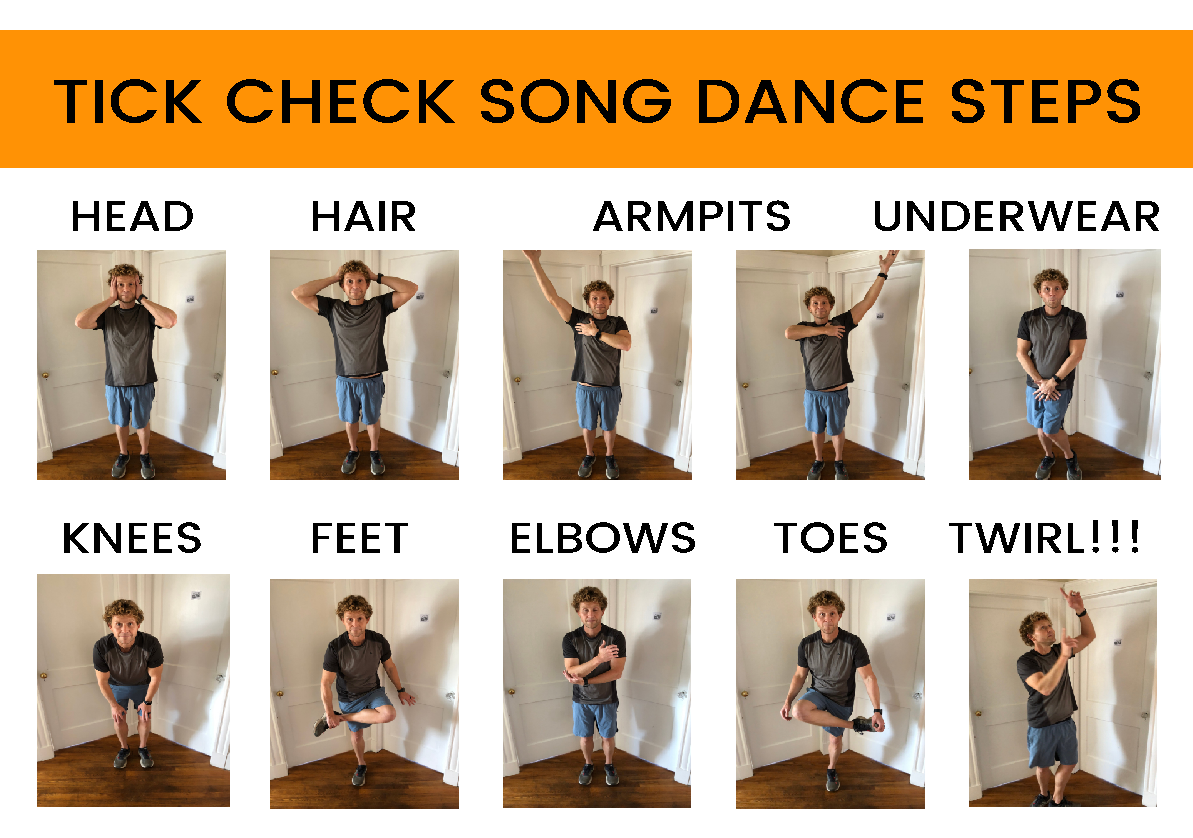 TICK CHECK SONG DANCE STEPS
HEAD HAIR ARMPITS UNDERWEAR
KNEES FEET ELBOWS TOES TWIRL!!!